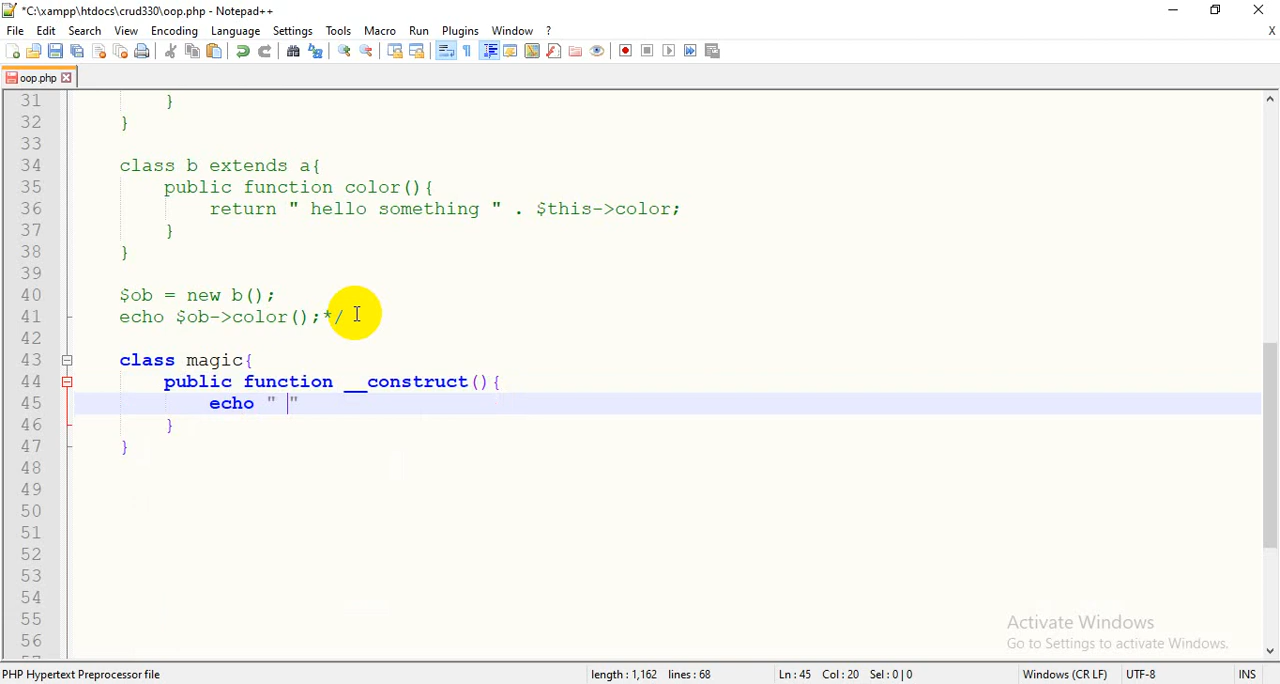 *C:\xampp\htdocs\crud330\oop.php - Notepad++
File Edit Search View Encoding Language Settings Tools Macro Run Plugins Window ? X
oop.php
31 }
32 }
33
34 class b extends a{
35 public function color(){
36 return " hello something " . $this->color;
37 }
38 }
39
40 $ob = new b();
41 echo $ob->color();*/
42
43 class magic{
44 public function __construct(){
45 echo " "
46 }
47 }
48
49
50
51
52
53
54
55
56
Activate Windows
Go to Settings to activate Windows.
PHP Hypertext Preprocessor file length : 1,162 lines : 68 Ln : 45 Col : 20 Sel : 0 | 0 Windows (CR LF) UTF-8 INS